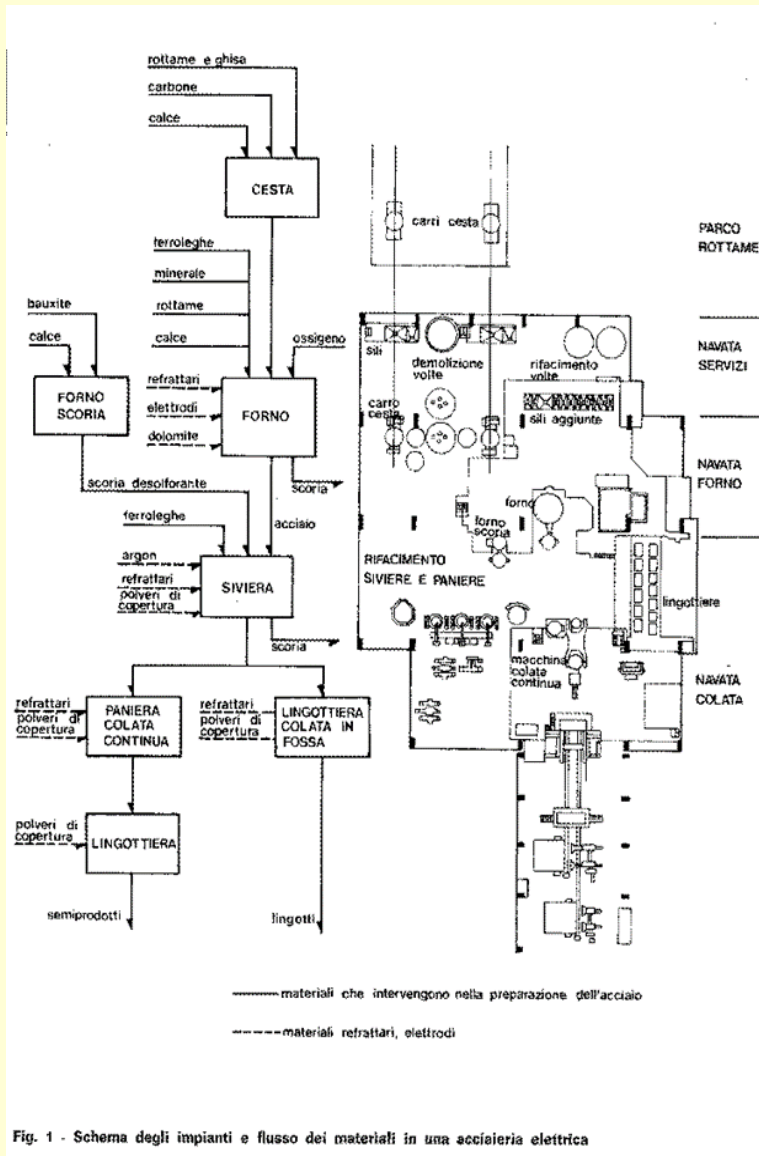 rottame e ghisa
carbone
calce
CESTA
ferroleghe
minerale
rottame
calce
ossigeno
bauxite
calce
FORNO
SCORIA
refrattari
elettrodi
dolomite
FORNO
scoria
scoria desolforante
acciaio
ferroleghe
argon
refrattari
polveri di
copertura
SIVIERA
scoria
refrattari
polveri di
copertura
PANIERA
COLATA
CONTINUA
refrattari
polveri di
copertura
LINGOTTIERA
COLATA IN
FOSSA
polveri di
copertura
LINGOTTIERA
semiprodotti
lingotti
carri cesta
PARCO
ROTTAME
sili
demolizione
volte
rifacimento
volte
NAVATA
SERVIZI
carro
cesta
sili aggiunte
NAVATA
FORNO
forno
forno
scoria
RIFACIMENTO
SIVIERE E PANIERE
lingottiere
macchina
colata
continua
NAVATA
COLATA
materiali che intervengono nella preparazione dell'acciaio
materiali refrattari, elettrodi
Fig. 1 - Schema degli impianti e flusso dei materiali in una acciaieria elettrica